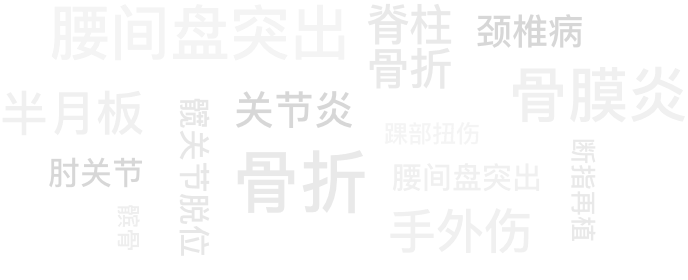 腰间盘突出
脊柱
骨折
颈椎病
半月板
髋关节脱位
关节炎
骨膜炎
踝部扭伤
断指再植
肘关节
骨折
腰间盘突出
髌骨
手外伤